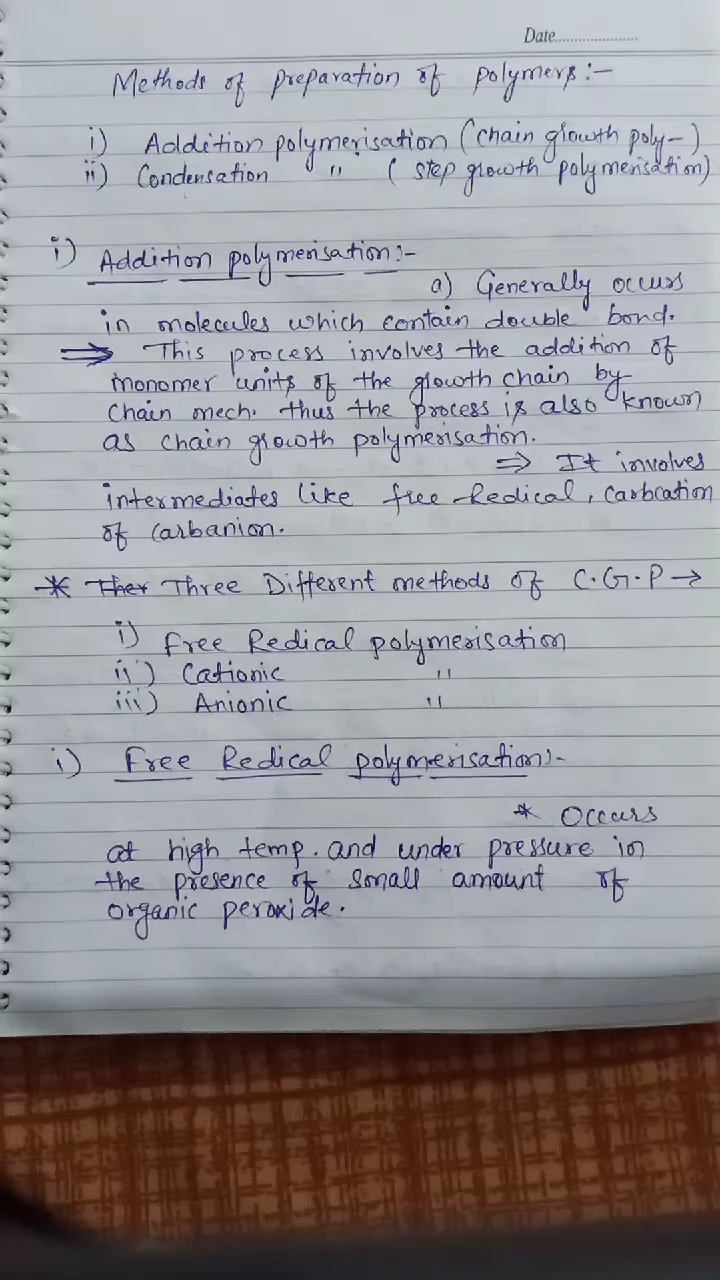 Date....................
Methods of preparation of polymers :-
i) Addition polymerisation (chain growth poly-)
ii) Condensation " ( step growth polymerisation)
i) Addition polymerisation :-
a) Generally occurs
in molecules which contain double bond.
⇒ This process involves the addition of
monomer units of the growth chain by
chain mech. thus the process is also known
as chain growth polymerisation.
⇒ It involves
intermediates like free-Redical, Carbcation
of Carbanion.
* Ther Three Different methods of C.G.P →
i) Free Redical polymerisation
ii) Cationic "
iii) Anionic "
i) Free Redical polymerisation :-
* Occurs
at high temp. and under pressure in
the presence of small amount of
organic peroxide.